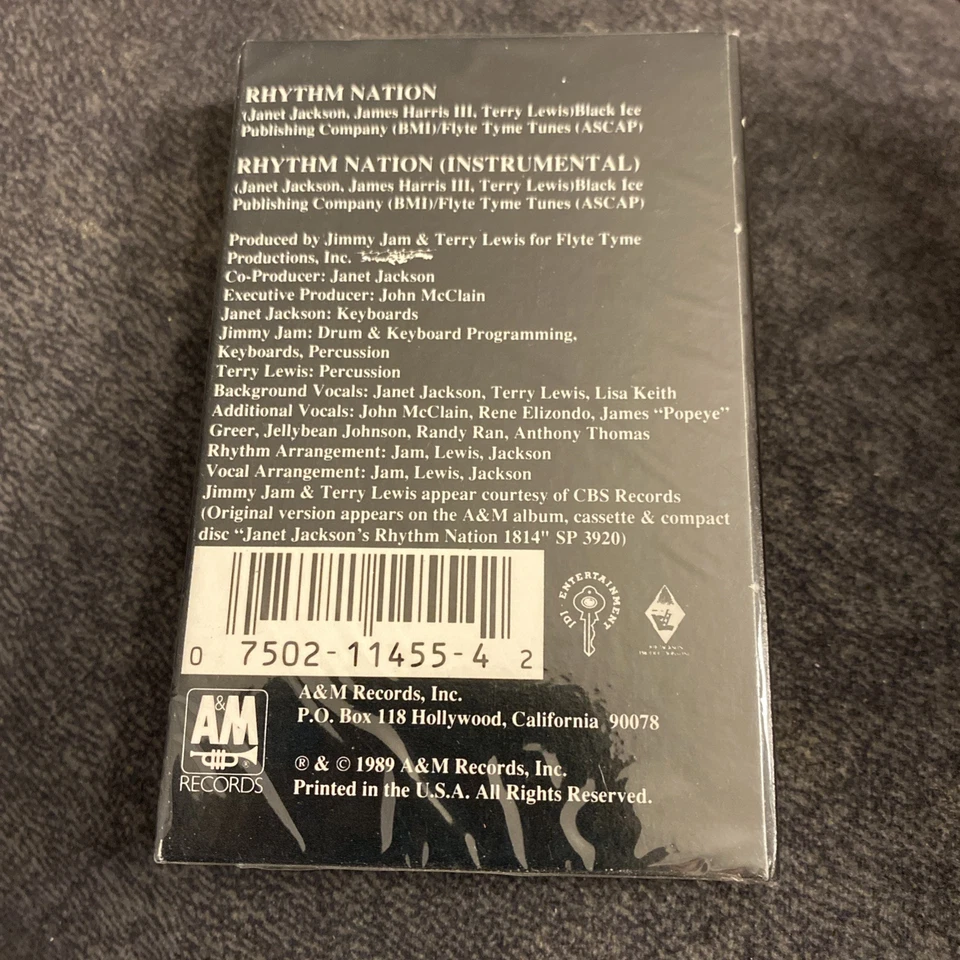 RHYTHM NATION
(Janet Jackson, James Harris III, Terry Lewis)Black Ice
Publishing Company (BMI)/Flyte Tyme Tunes (ASCAP)
RHYTHM NATION (INSTRUMENTAL)
(Janet Jackson, James Harris III, Terry Lewis)Black Ice
Publishing Company (BMI)/Flyte Tyme Tunes (ASCAP)
Produced by Jimmy Jam & Terry Lewis for Flyte Tyme
Productions, Inc.
Co-Producer: Janet Jackson
Executive Producer: John McClain
Janet Jackson: Keyboards
Jimmy Jam: Drum & Keyboard Programming,
Keyboards, Percussion
Terry Lewis: Percussion
Background Vocals: Janet Jackson, Terry Lewis, Lisa Keith
Additional Vocals: John McClain, Rene Elizondo, James “Popeye”
Greer, Jellybean Johnson, Randy Ran, Anthony Thomas
Rhythm Arrangement: Jam, Lewis, Jackson
Vocal Arrangement: Jam, Lewis, Jackson
Jimmy Jam & Terry Lewis appear courtesy of CBS Records
(Original version appears on the A&M album, cassette & compact
disc “Janet Jackson's Rhythm Nation 1814" SP 3920)
0 7502-11455-4 2
JDJ ENTERTAINMENT
A&M ®
RECORDS
A&M Records, Inc.
P.O. Box 118 Hollywood, California 90078
℗ & © 1989 A&M Records, Inc.
Printed in the U.S.A. All Rights Reserved.